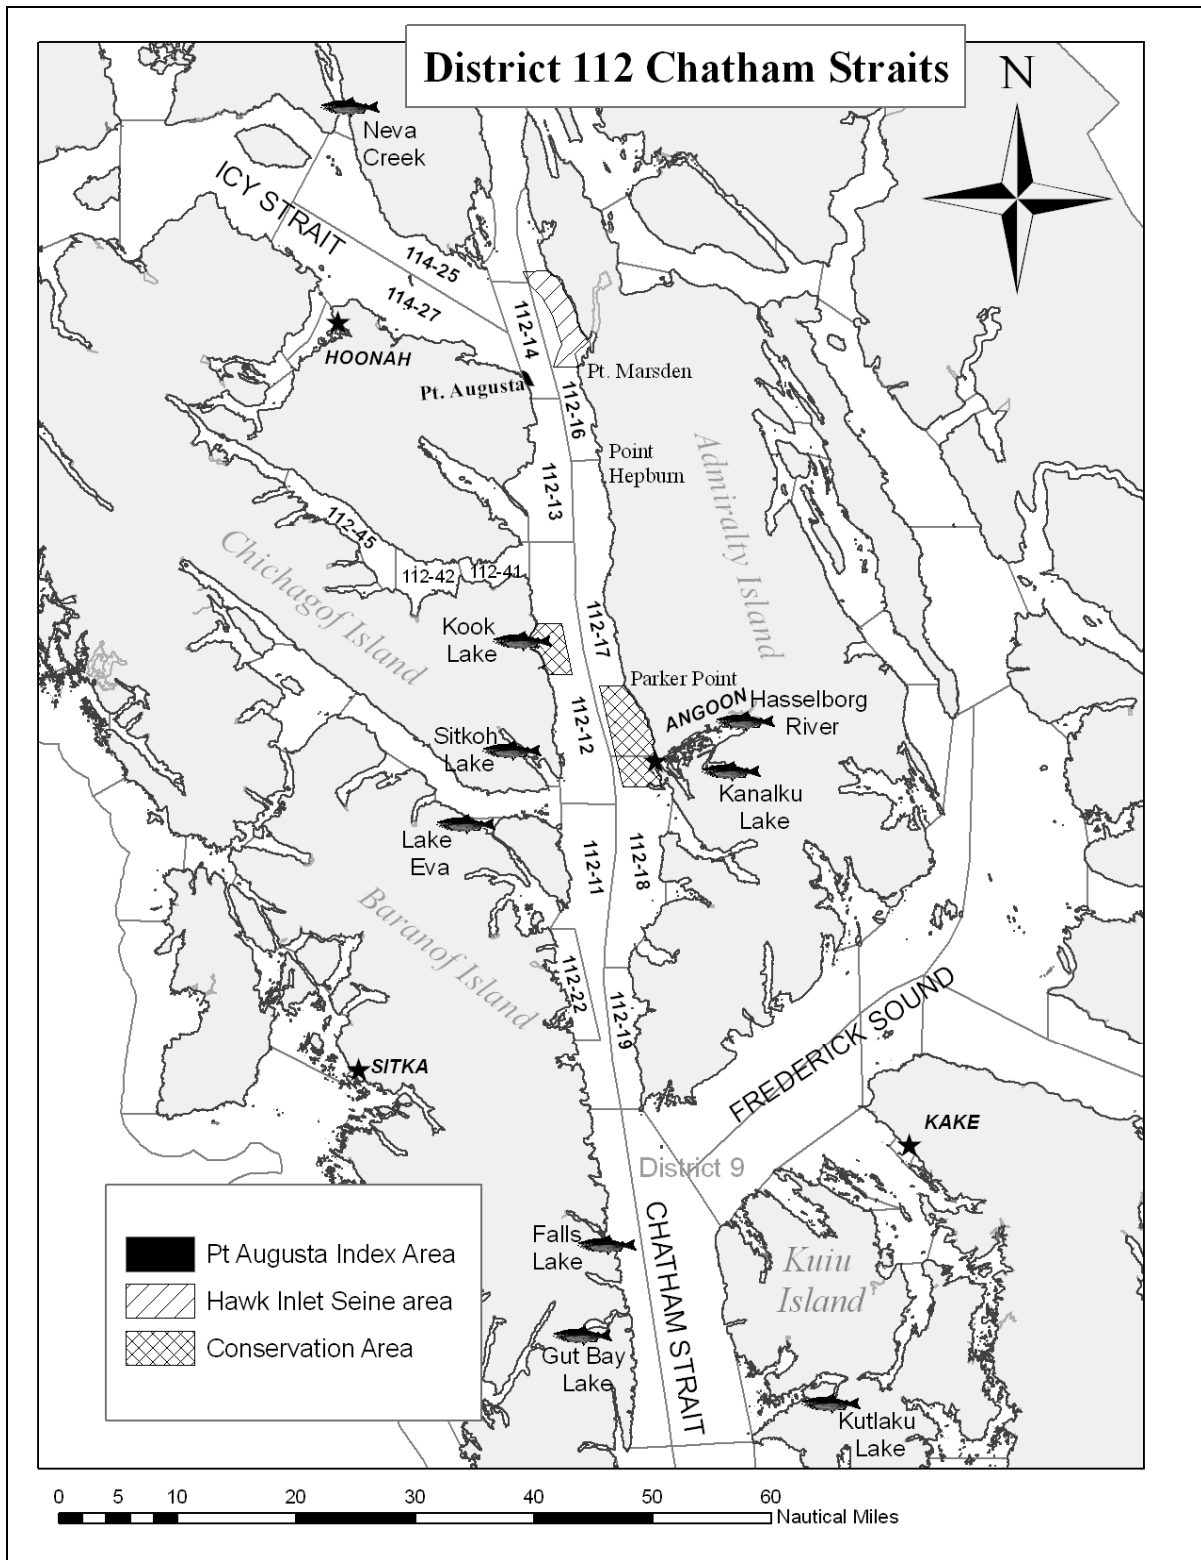 District 112 Chatham Straits
N
Neva
Creek
ICY STRAIT
114-25
114-27
112-14
HOONAH
Pt. Marsden
Pt. Augusta
112-16
Point
Hepburn
112-13
Admiralty Island
112-45
112-42
112-41
Chichagof Island
Kook
Lake
112-17
Parker Point
ANGOON
Hasselborg
River
112-12
Sitkoh
Lake
Kanalku
Lake
Lake
Eva
112-11
112-18
Baranof Island
112-22
112-19
FREDERICK SOUND
SITKA
KAKE
District 9
CHATHAM STRAIT
Falls
Lake
Kuiu
Island
Gut Bay
Lake
Kutlaku
Lake
Pt Augusta Index Area
Hawk Inlet Seine area
Conservation Area
0 5 10 20 30 40 50 60
Nautical Miles